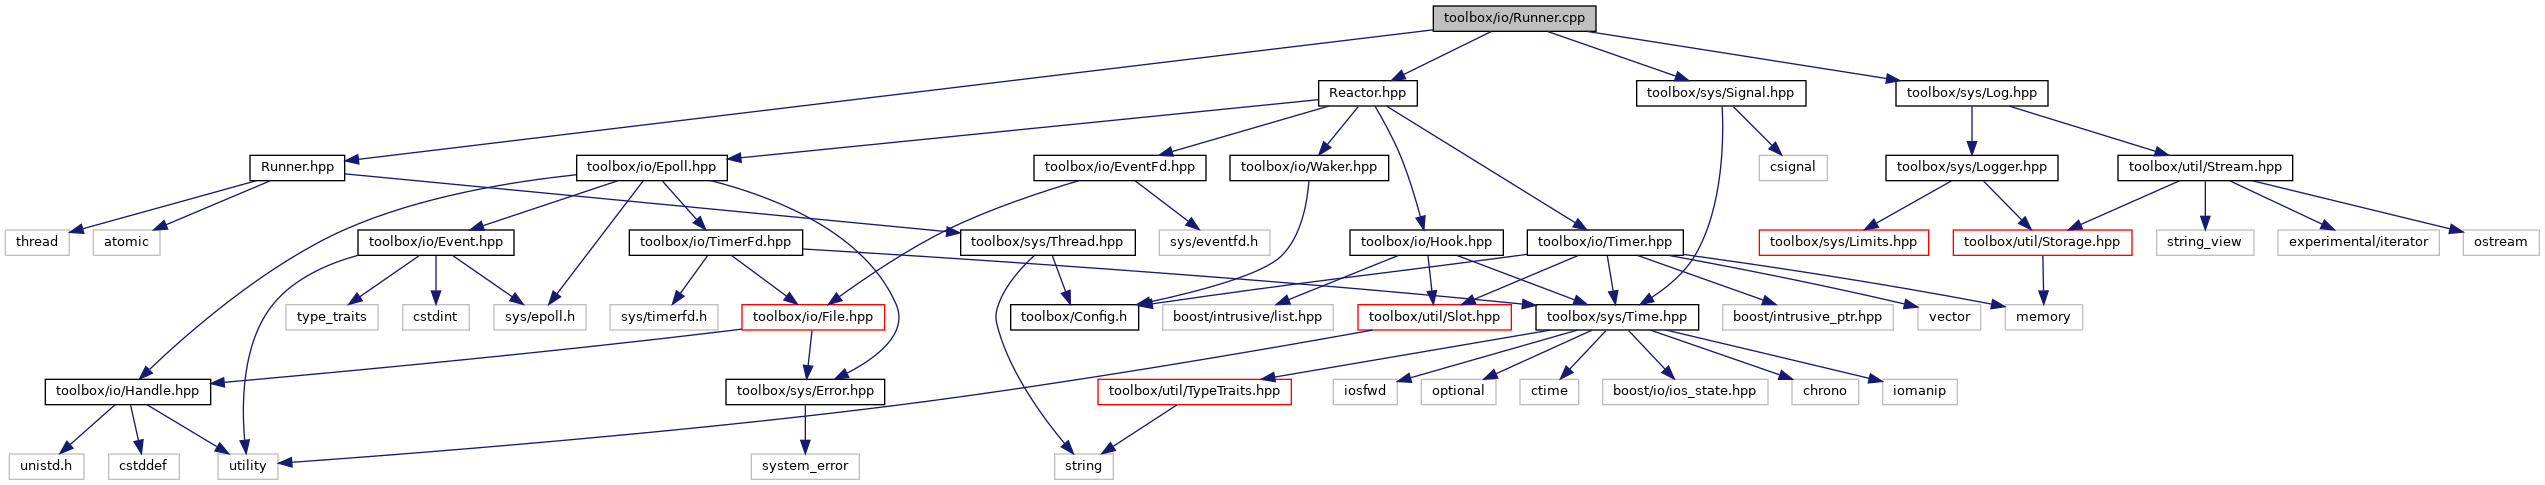 toolbox/io/Runner.cpp
Reactor.hpp
toolbox/sys/Signal.hpp
toolbox/sys/Log.hpp
Runner.hpp
toolbox/io/Epoll.hpp
toolbox/io/EventFd.hpp
toolbox/io/Waker.hpp
csignal
toolbox/sys/Logger.hpp
toolbox/util/Stream.hpp
thread
atomic
toolbox/io/Event.hpp
toolbox/io/TimerFd.hpp
toolbox/sys/Thread.hpp
sys/eventfd.h
toolbox/io/Hook.hpp
toolbox/io/Timer.hpp
toolbox/sys/Limits.hpp
toolbox/util/Storage.hpp
string_view
experimental/iterator
ostream
type_traits
cstdint
sys/epoll.h
sys/timerfd.h
toolbox/io/File.hpp
toolbox/Config.h
boost/intrusive/list.hpp
toolbox/util/Slot.hpp
toolbox/sys/Time.hpp
boost/intrusive_ptr.hpp
vector
memory
toolbox/io/Handle.hpp
toolbox/sys/Error.hpp
toolbox/util/TypeTraits.hpp
iosfwd
optional
ctime
boost/io/ios_state.hpp
chrono
iomanip
unistd.h
cstddef
utility
system_error
string